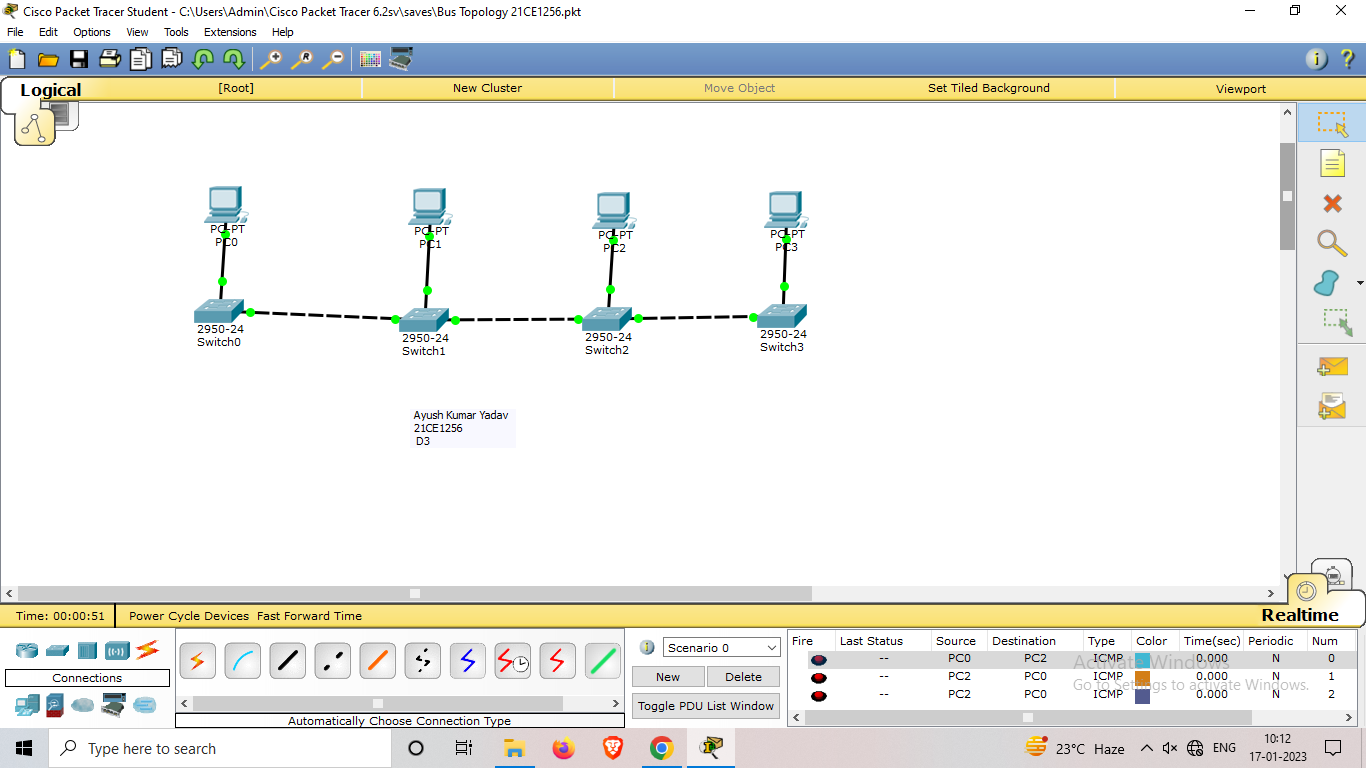 Cisco Packet Tracer Student - C:\Users\Admin\Cisco Packet Tracer 6.2sv\saves\Bus Topology 21CE1256.pkt
File Edit Options View Tools Extensions Help
Logical [Root] New Cluster Move Object Set Tiled Background Viewport
PC-PT PC-PT PC-PT PC-PT
PC0 PC1 PC2 PC3
2950-24 2950-24 2950-24 2950-24
Switch0 Switch1 Switch2 Switch3
Ayush Kumar Yadav
21CE1256
D3
Time: 00:00:51 Power Cycle Devices Fast Forward Time Realtime
Connections
Automatically Choose Connection Type
Scenario 0
New Delete
Toggle PDU List Window
Fire Last Status Source Destination Type Color Time(sec) Periodic Num
-- PC0 PC2 ICMP 0.000 N 0
-- PC2 PC0 ICMP 0.000 N 1
-- PC2 PC0 ICMP 0.000 N 2
Activate Windows
Go to Settings to activate Windows.
Type here to search
23°C Haze ENG 10:12
17-01-2023